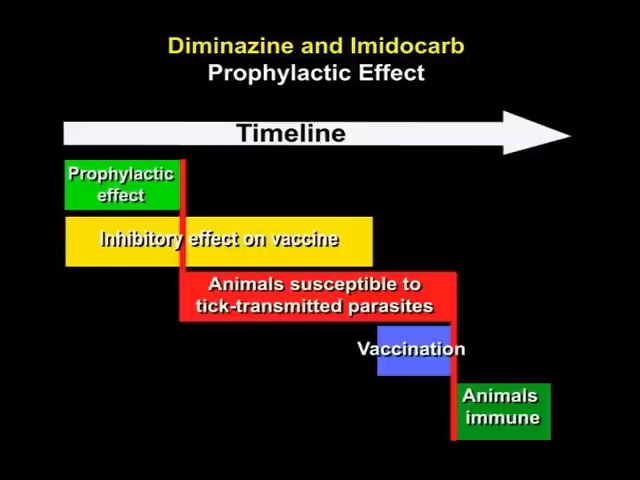 Diminazine and Imidocarb
Prophylactic Effect
Timeline
Prophylactic
effect
Inhibitory effect on vaccine
Animals susceptible to
tick-transmitted parasites
Vaccination
Animals
immune